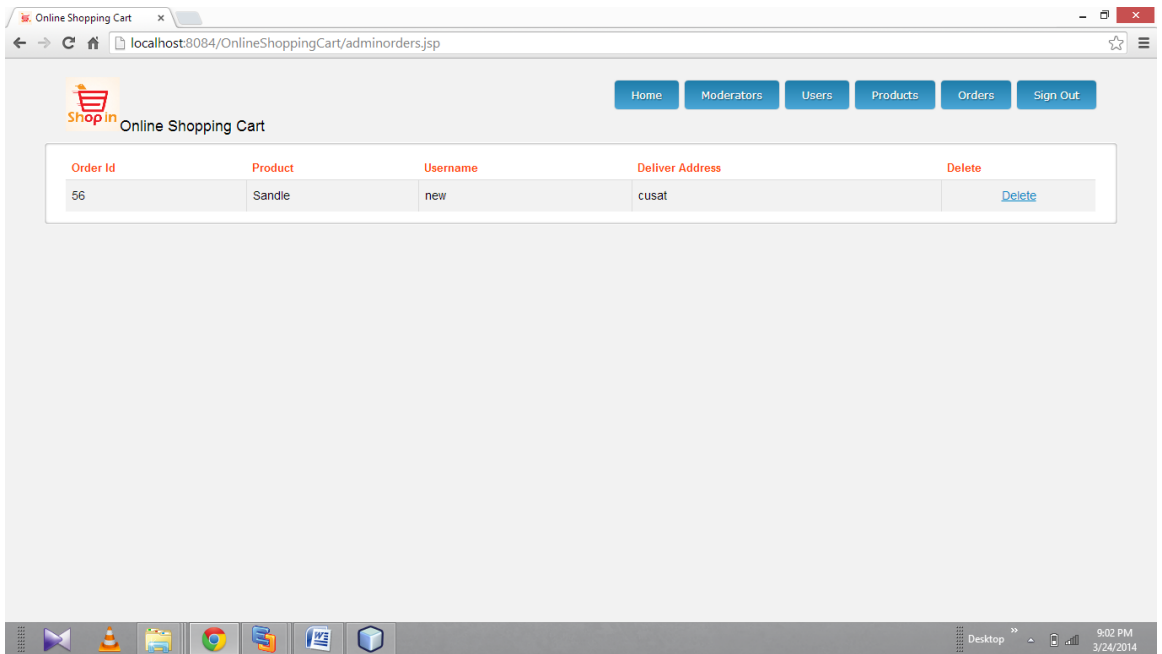 Online Shopping Cart
localhost:8084/OnlineShoppingCart/adminorders.jsp
Shop in
Online Shopping Cart
Home Moderators Users Products Orders Sign Out
Order Id Product Username Deliver Address Delete
56 Sandle new cusat Delete
Desktop
9:02 PM
3/24/2014